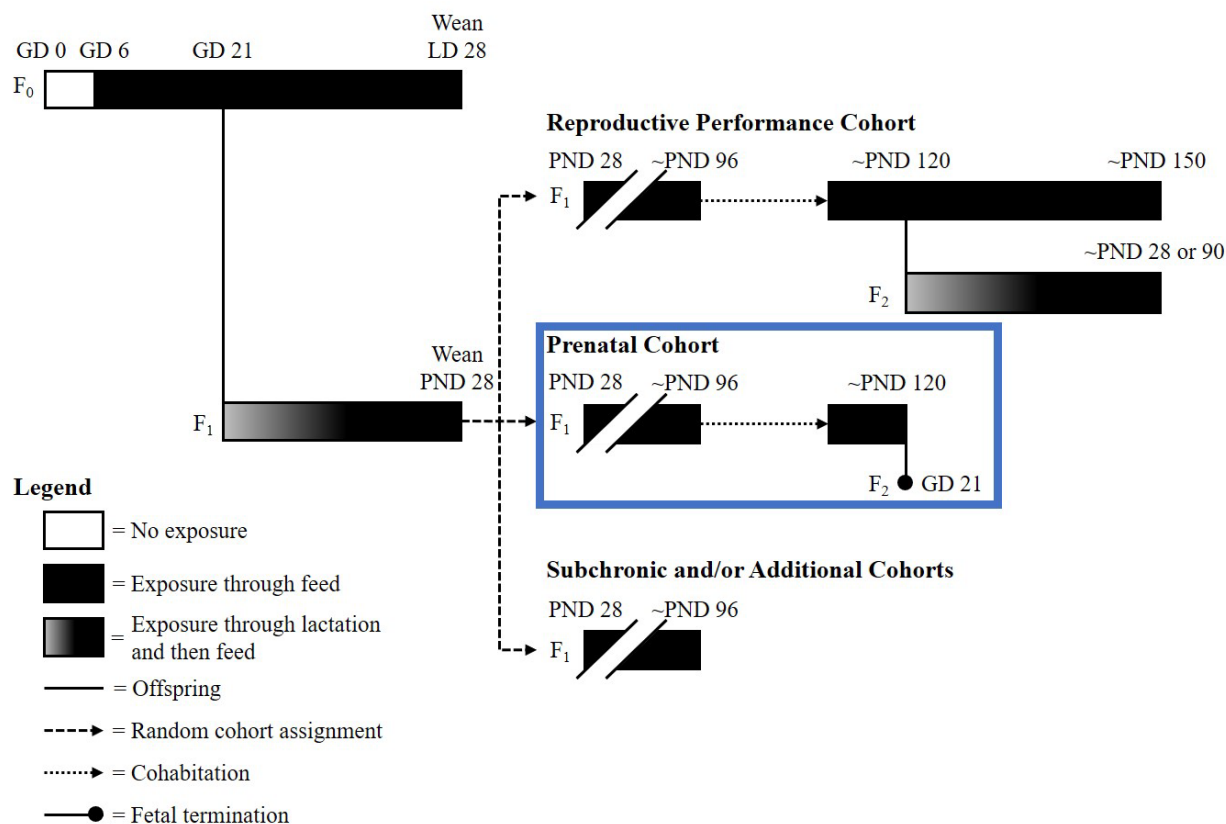 Wean
GD 0 GD 6 GD 21 LD 28
F0
Reproductive Performance Cohort
PND 28 ~PND 96 ~PND 120 ~PND 150
F1
~PND 28 or 90
F2
Prenatal Cohort
PND 28 ~PND 96 ~PND 120
F1
F2 GD 21
Wean
PND 28
F1
Subchronic and/or Additional Cohorts
PND 28 ~PND 96
F1
Legend
= No exposure
= Exposure through feed
= Exposure through lactation
and then feed
= Offspring
= Random cohort assignment
= Cohabitation
= Fetal termination